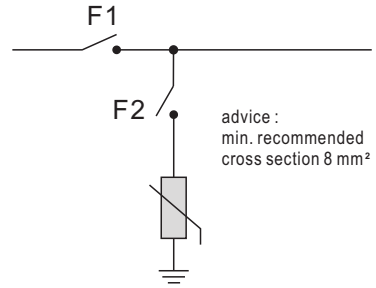 F1
F2
advice :
min. recommended
cross section 8 mm²